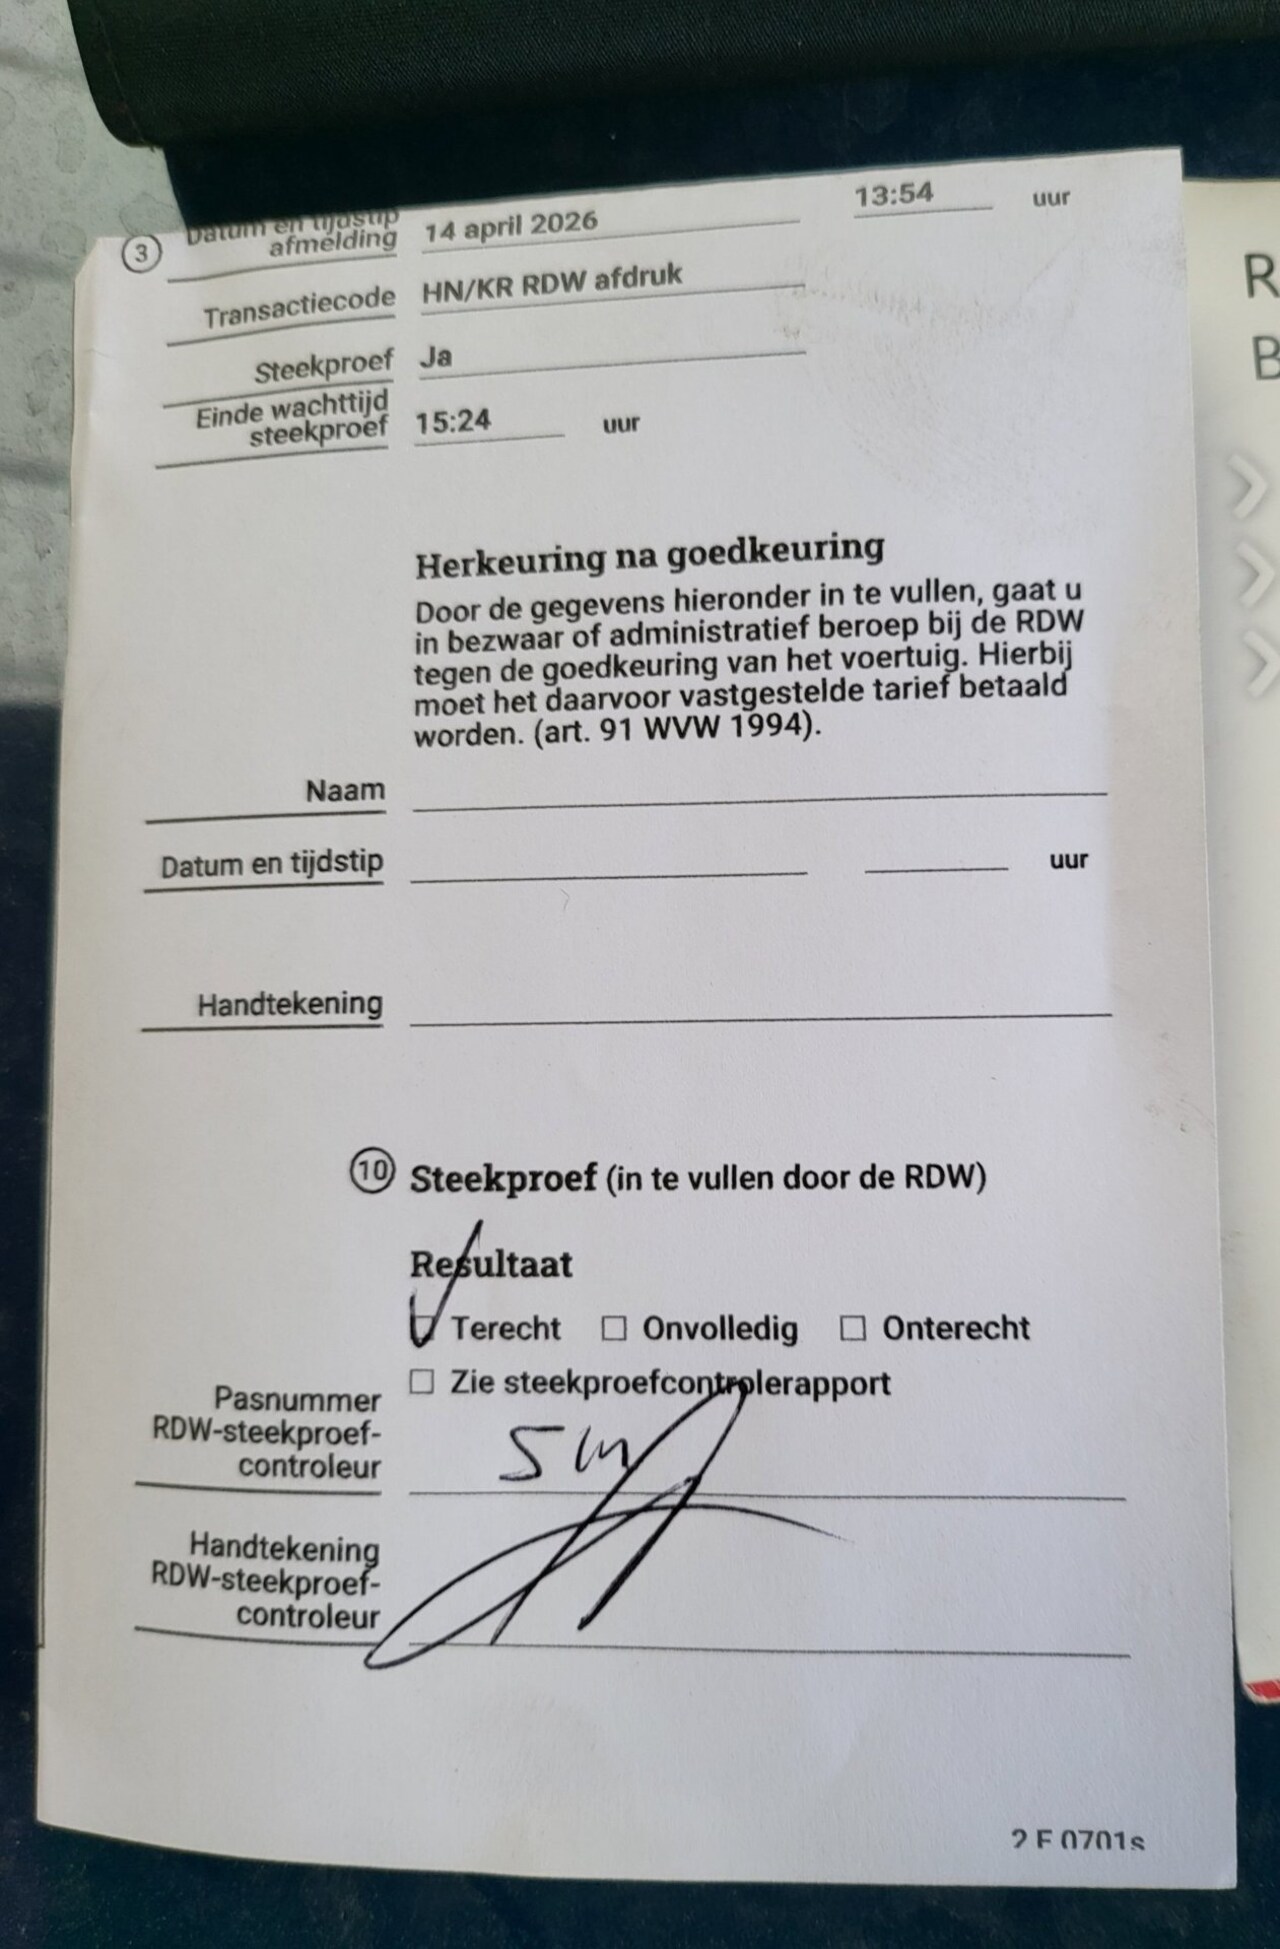 3 Datum en tijdstip afmelding 14 april 2026 13:54 uur
Transactiecode HN/KR RDW afdruk
Steekproef Ja
Einde wachttijd steekproef 15:24 uur
Herkeuring na goedkeuring
Door de gegevens hieronder in te vullen, gaat u
in bezwaar of administratief beroep bij de RDW
tegen de goedkeuring van het voertuig. Hierbij
moet het daarvoor vastgestelde tarief betaald
worden. (art. 91 WVW 1994).
Naam
Datum en tijdstip uur
Handtekening
10 Steekproef (in te vullen door de RDW)
Resultaat
Terecht Onvolledig Onterecht
Zie steekproefcontrolerapport
Pasnummer
RDW-steekproef-
controleur
Handtekening
RDW-steekproef-
controleur
2 E 0701s
R
B